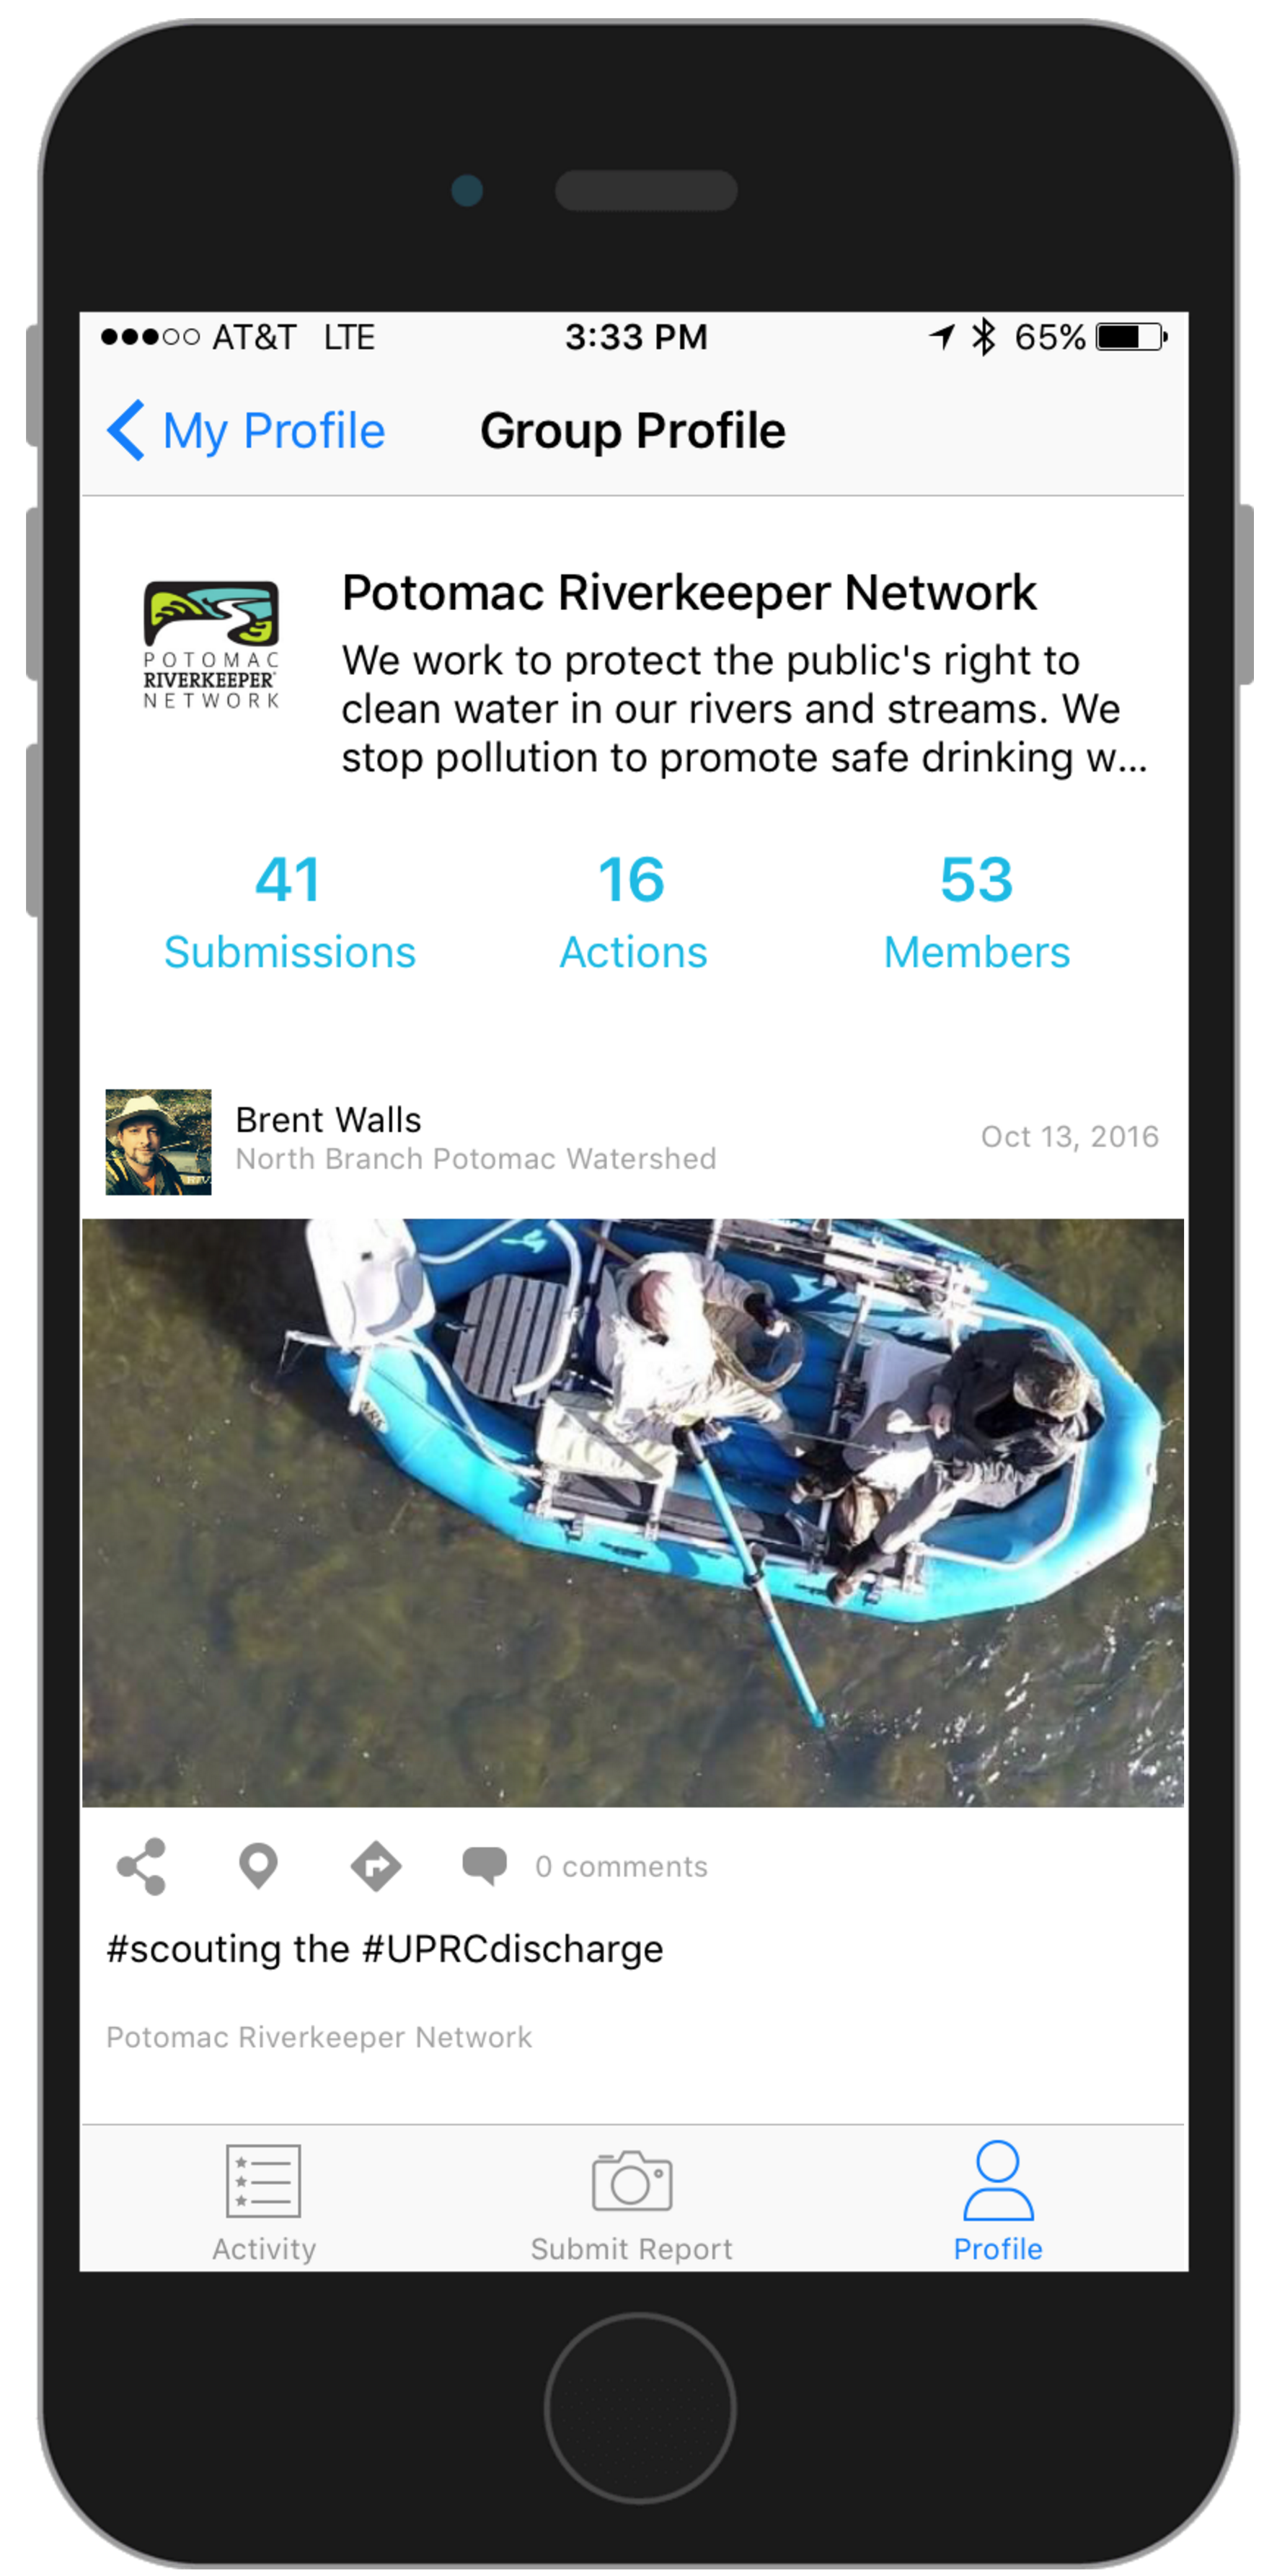 AT&T LTE 3:33 PM 65%
My Profile Group Profile
POTOMAC
RIVERKEEPER
NETWORK
Potomac Riverkeeper Network
We work to protect the public's right to
clean water in our rivers and streams. We
stop pollution to promote safe drinking w...
41 16 53
Submissions Actions Members
Brent Walls
North Branch Potomac Watershed
Oct 13, 2016
0 comments
#scouting the #UPRCdischarge
Potomac Riverkeeper Network
Activity Submit Report Profile